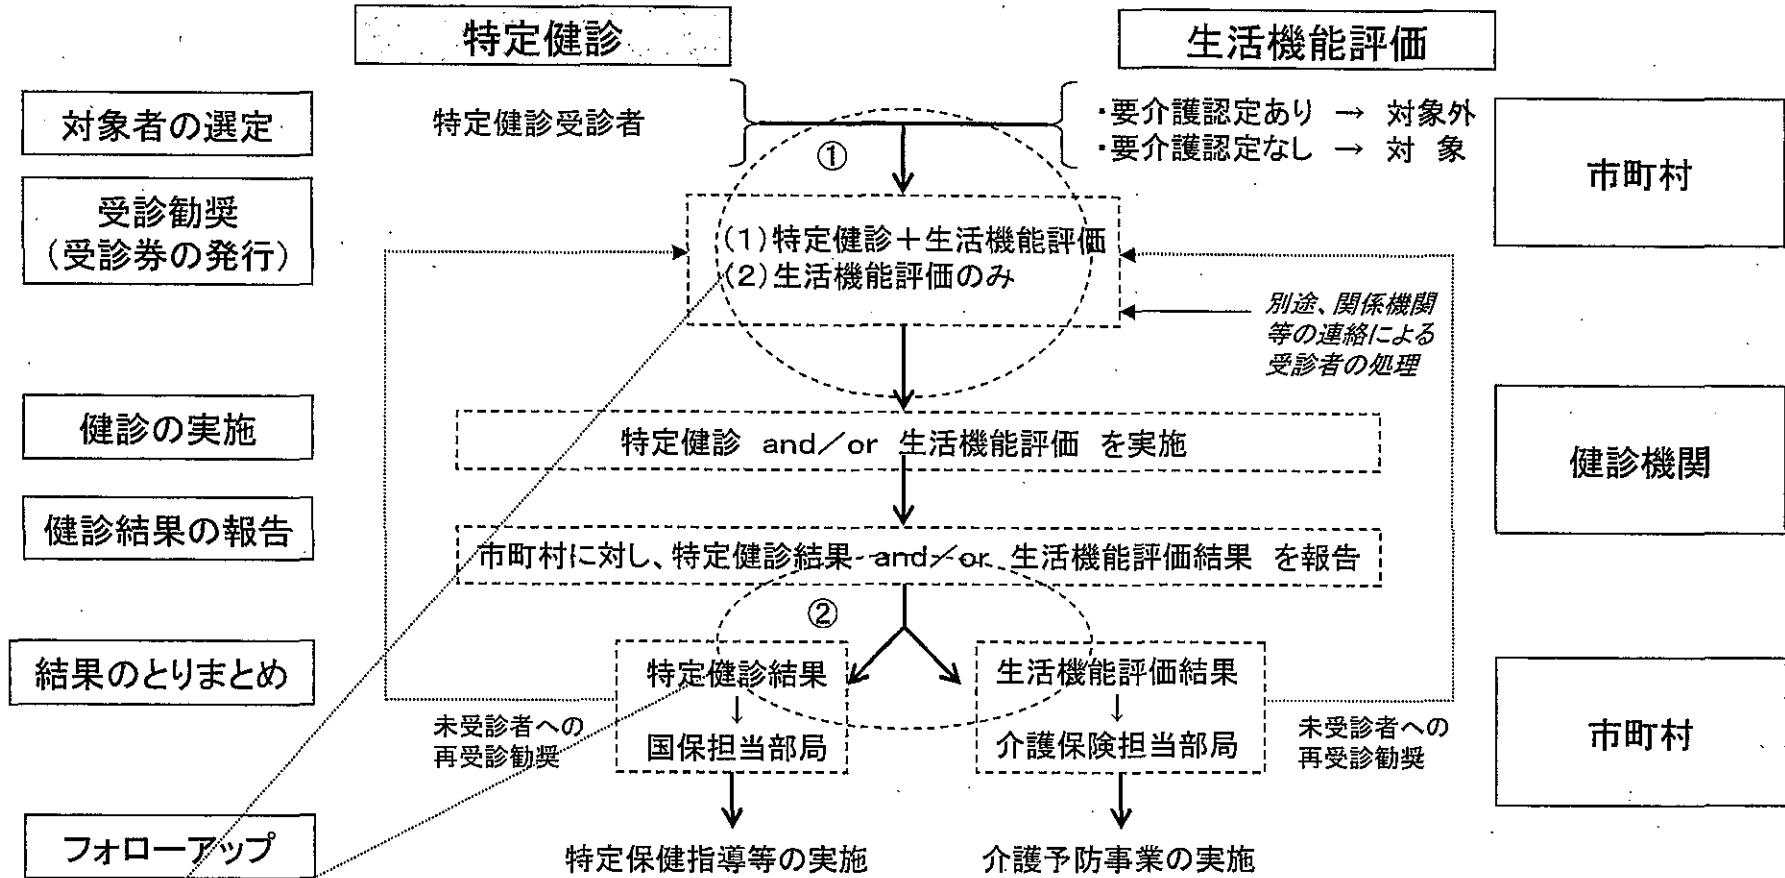 特定健診
生活機能評価
対象者の選定
特定健診受診者
・要介護認定あり → 対象外
・要介護認定なし → 対 象
市町村
①
受診勧奨
(受診券の発行)
(1)特定健診+生活機能評価
(2)生活機能評価のみ
別途、関係機関
等の連絡による
受診者の処理
健診の実施
特定健診 and/or 生活機能評価 を実施
健診機関
健診結果の報告
市町村に対し、特定健診結果 and/or 生活機能評価結果 を報告
②
結果のとりまとめ
特定健診結果
↓
国保担当部局
生活機能評価結果
↓
介護保険担当部局
未受診者への
再受診勧奨
未受診者への
再受診勧奨
市町村
フォローアップ
特定保健指導等の実施
介護予防事業の実施